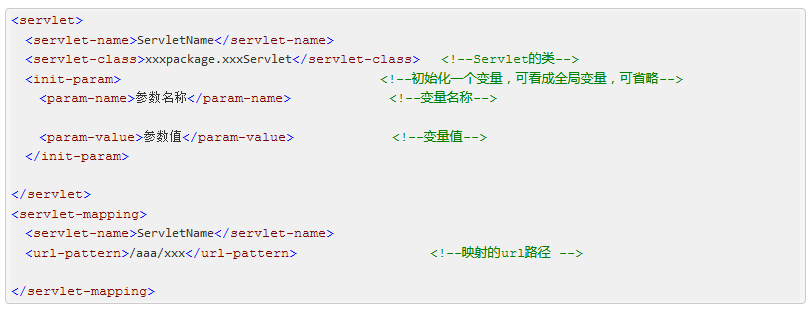 <servlet>
<servlet-name>ServletName</servlet-name>
<servlet-class>xxxpackage.xxxServlet</servlet-class> <!--Servlet的类-->
<init-param> <!--初始化一个变量，可看成全局变量，可省略-->
<param-name>参数名称</param-name> <!--变量名称-->
<param-value>参数值</param-value> <!--变量值-->
</init-param>
</servlet>
<servlet-mapping>
<servlet-name>ServletName</servlet-name>
<url-pattern>/aaa/xxx</url-pattern> <!--映射的url路径 -->
</servlet-mapping>